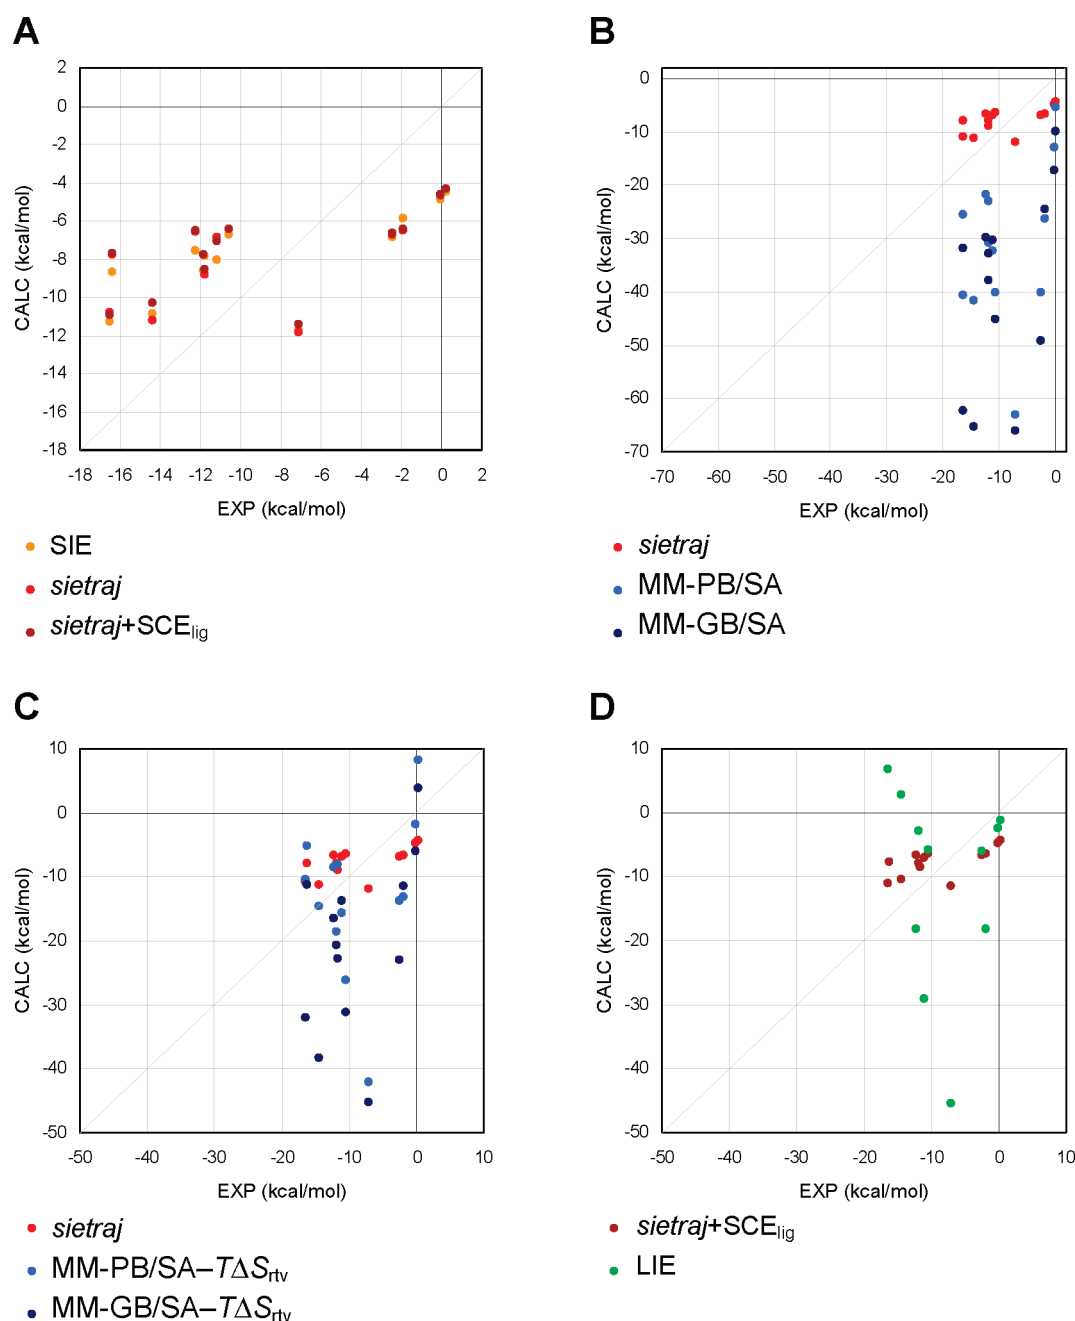 A
2
0
-2
-4
-6
-8
-10
-12
-14
-16
-18
CALC (kcal/mol)
-18 -16 -14 -12 -10 -8 -6 -4 -2 0 2
EXP (kcal/mol)
SIE
sietraj
sietraj+SCElig
B
0
-10
-20
-30
-40
-50
-60
-70
CALC (kcal/mol)
-70 -60 -50 -40 -30 -20 -10 0
EXP (kcal/mol)
sietraj
MM-PB/SA
MM-GB/SA
C
10
0
-10
-20
-30
-40
-50
CALC (kcal/mol)
-50 -40 -30 -20 -10 0 10
EXP (kcal/mol)
sietraj
MM-PB/SA–TΔSrtv
MM-GB/SA–TΔSrtv
D
10
0
-10
-20
-30
-40
-50
CALC (kcal/mol)
-50 -40 -30 -20 -10 0 10
EXP (kcal/mol)
sietraj+SCElig
LIE